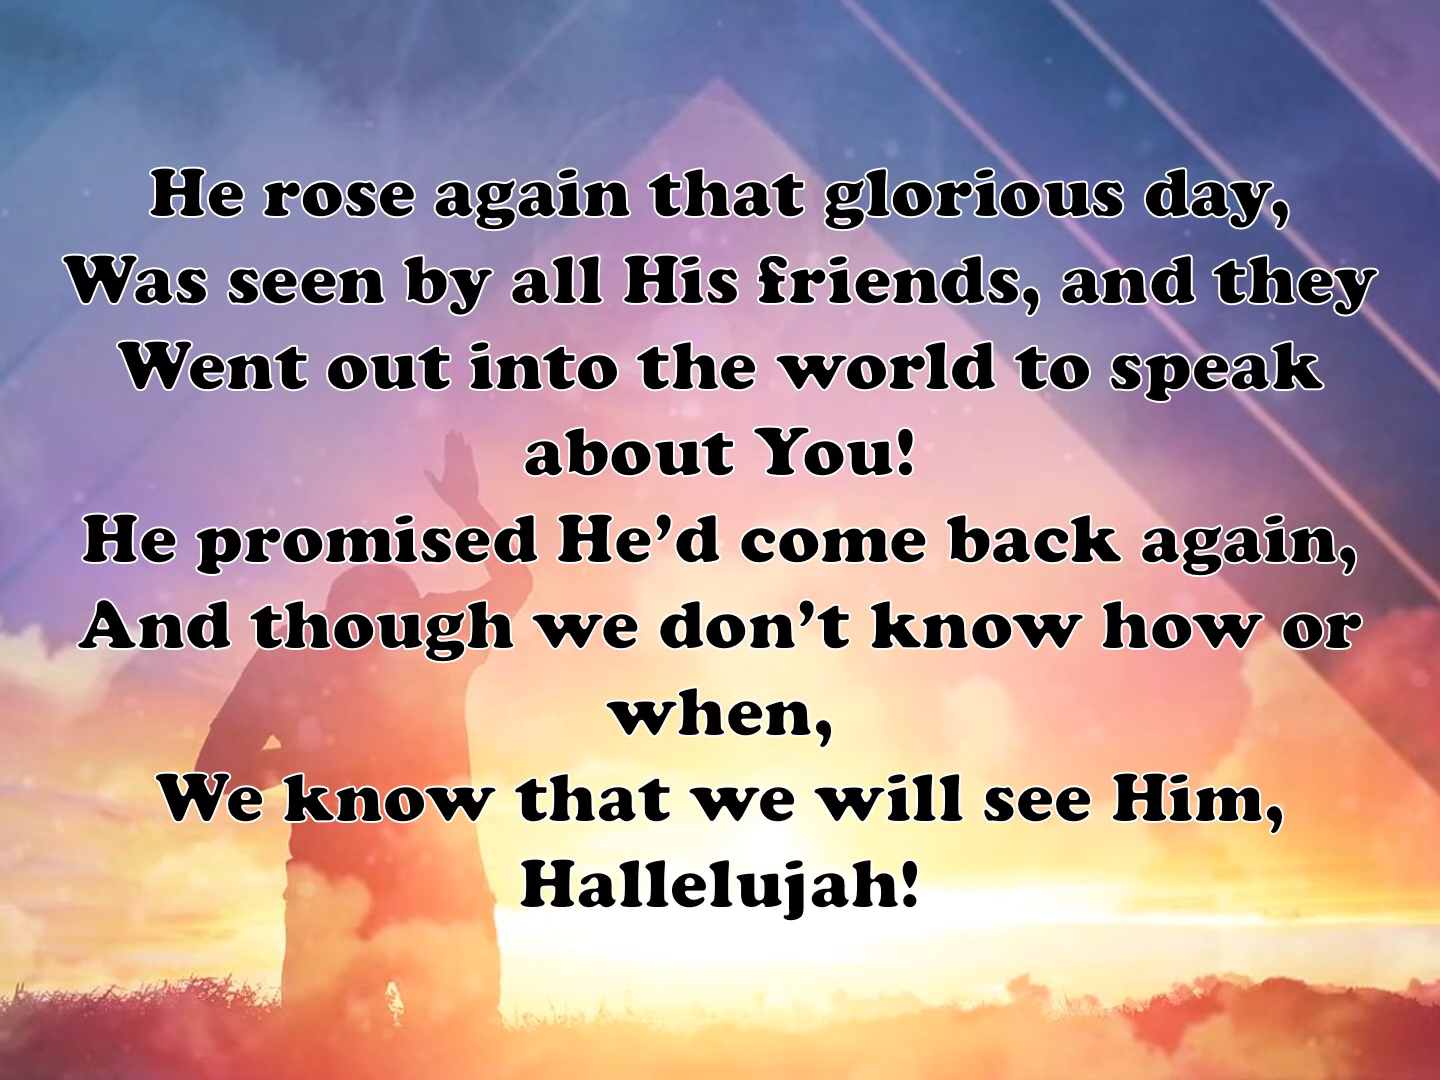 He rose again that glorious day,
Was seen by all His friends, and they
Went out into the world to speak
about You!
He promised He’d come back again,
And though we don’t know how or
when,
We know that we will see Him,
Hallelujah!